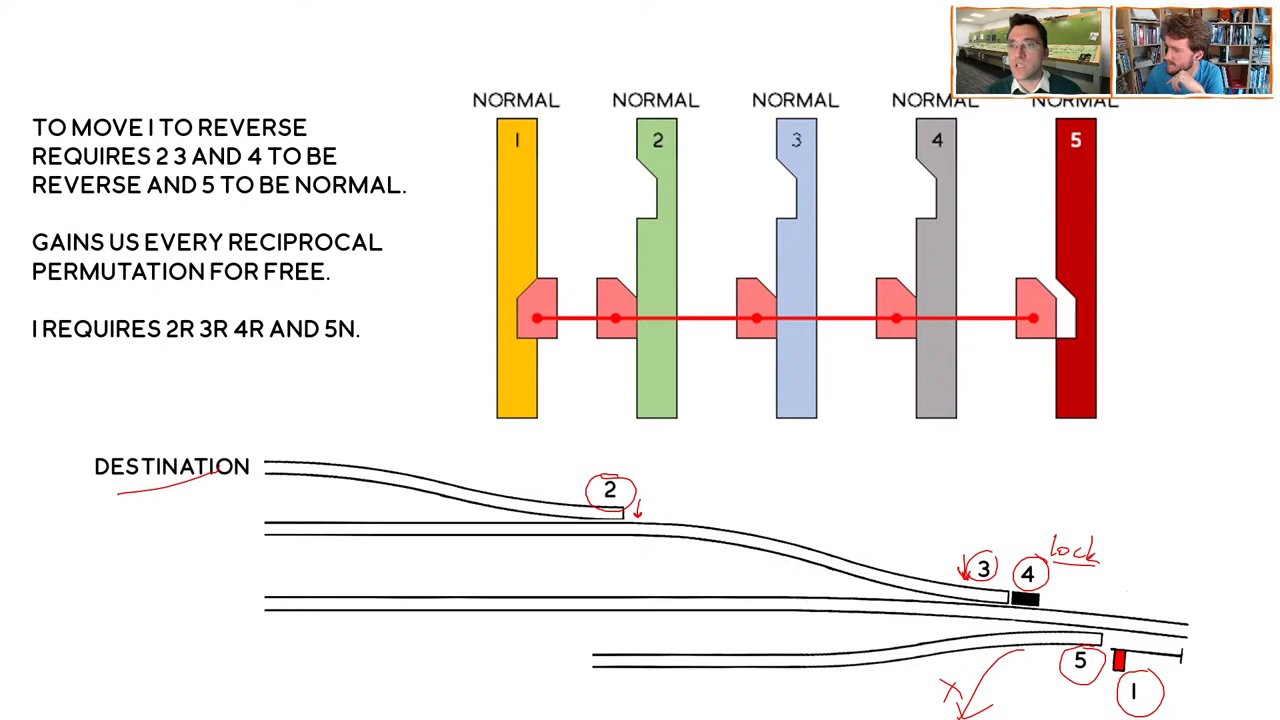 NORMAL NORMAL NORMAL NORMAL NORMAL
1 2 3 4 5
TO MOVE 1 TO REVERSE
REQUIRES 2 3 AND 4 TO BE
REVERSE AND 5 TO BE NORMAL.
GAINS US EVERY RECIPROCAL
PERMUTATION FOR FREE.
1 REQUIRES 2R 3R 4R AND 5N.
DESTINATION
2
lock
3 4
5
X
1